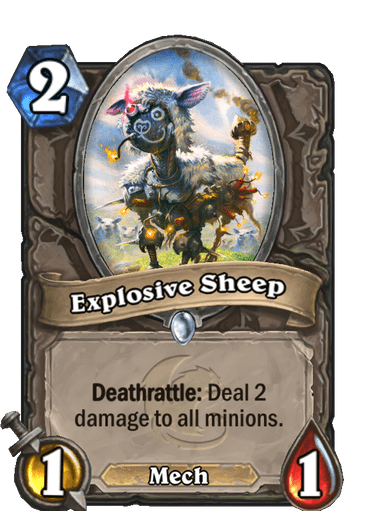 2
Explosive Sheep
Deathrattle: Deal 2
damage to all minions.
1
Mech
1